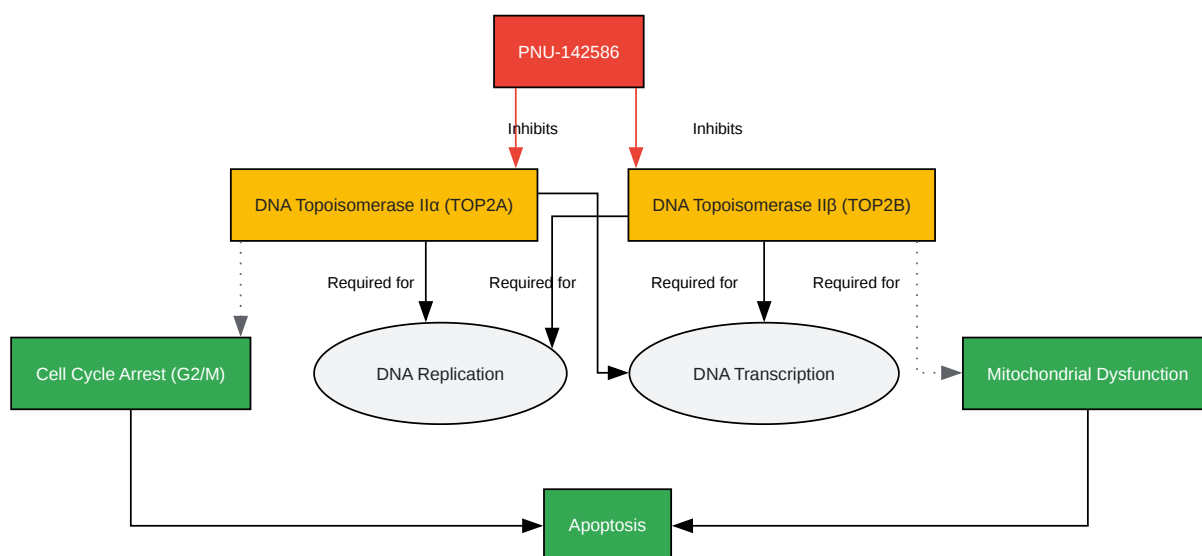 PNU-142586
Inhibits
Inhibits
DNA Topoisomerase IIα (TOP2A)
DNA Topoisomerase IIβ (TOP2B)
Required for
Required for
Required for
Required for
Cell Cycle Arrest (G2/M)
DNA Replication
DNA Transcription
Mitochondrial Dysfunction
Apoptosis